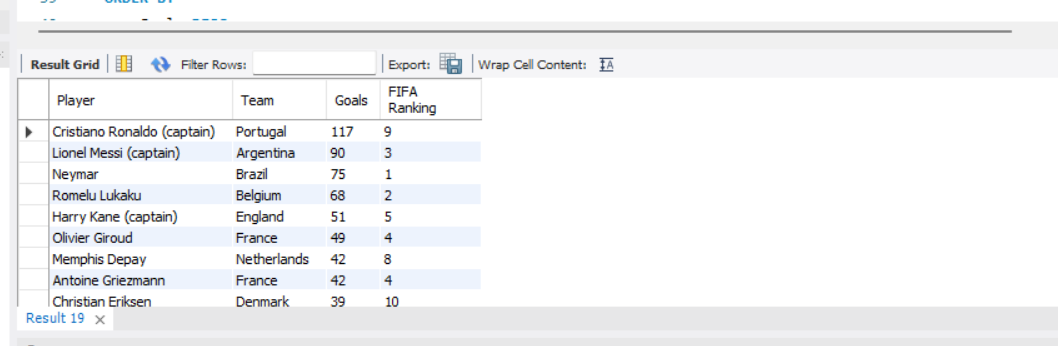 39 ORDER BY
Result Grid Filter Rows: Export: Wrap Cell Content:
Player Team Goals FIFA Ranking
Cristiano Ronaldo (captain) Portugal 117 9
Lionel Messi (captain) Argentina 90 3
Neymar Brazil 75 1
Romelu Lukaku Belgium 68 2
Harry Kane (captain) England 51 5
Olivier Giroud France 49 4
Memphis Depay Netherlands 42 8
Antoine Griezmann France 42 4
Christian Eriksen Denmark 39 10
Result 19